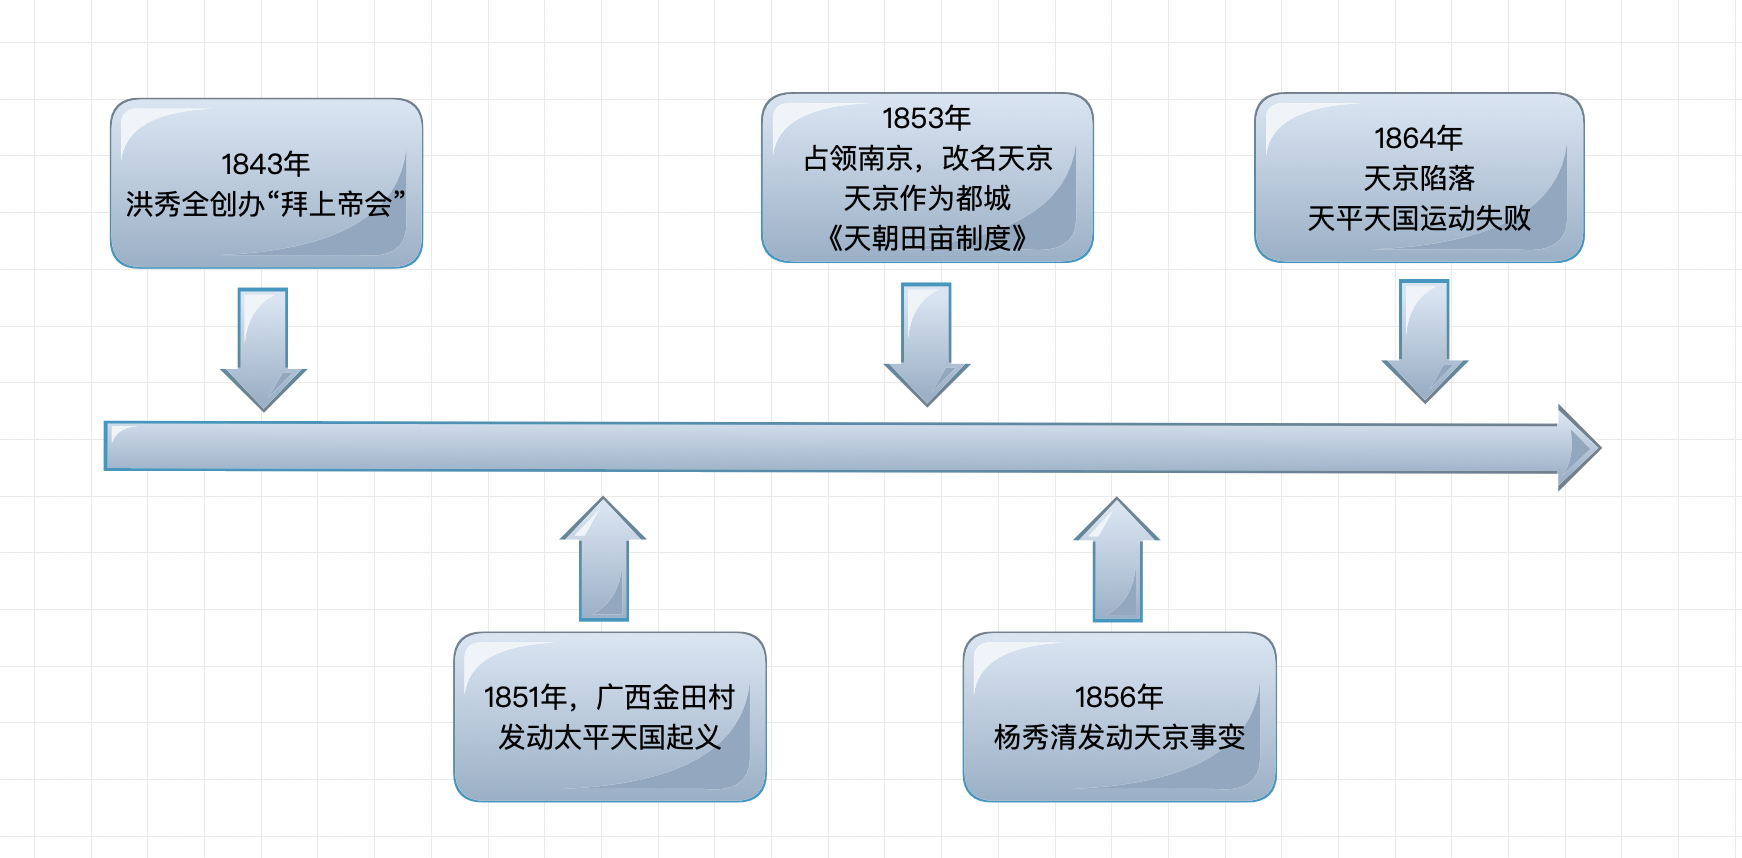 1843年
洪秀全创办“拜上帝会”
1853年
占领南京，改名天京
天京作为都城
《天朝田亩制度》
1864年
天京陷落
天平天国运动失败
1851年，广西金田村
发动太平天国起义
1856年
杨秀清发动天京事变